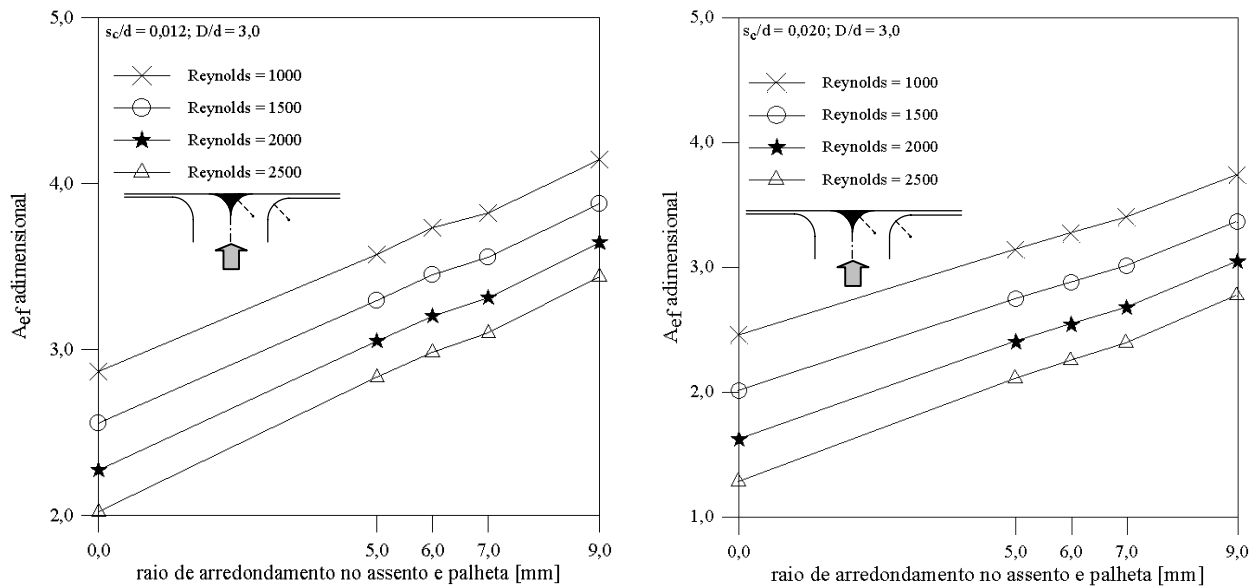 5,0
s_c/d = 0,012; D/d = 3,0
Reynolds = 1000
Reynolds = 1500
Reynolds = 2000
Reynolds = 2500
4,0
3,0
2,0
A_ef adimensional
0,0 5,0 6,0 7,0 9,0
raio de arredondamento no assento e palheta [mm]
5,0
s_c/d = 0,020; D/d = 3,0
Reynolds = 1000
Reynolds = 1500
Reynolds = 2000
Reynolds = 2500
4,0
3,0
2,0
1,0
A_ef adimensional
0,0 5,0 6,0 7,0 9,0
raio de arredondamento no assento e palheta [mm]